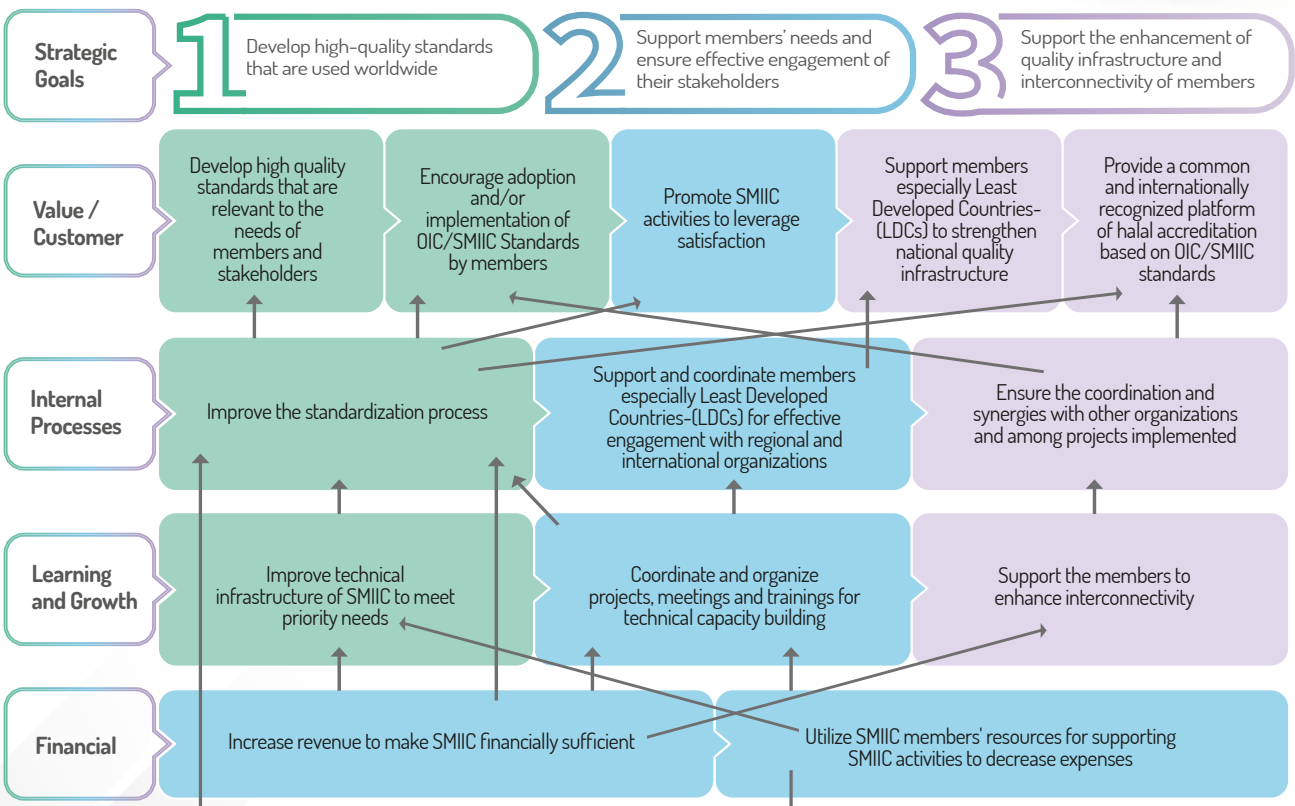 Strategic
Goals
1
Develop high-quality standards
that are used worldwide
2
Support members' needs and
ensure effective engagement of
their stakeholders
3
Support the enhancement of
quality infrastructure and
interconnectivity of members
Value /
Customer
Develop high quality
standards that are
relevant to the
needs of
members and
stakeholders
Encourage adoption
and/or
implementation of
OIC/SMIIC Standards
by members
Promote SMIIC
activities to leverage
satisfaction
Support members
especially Least
Developed Countries-
(LDCs) to strengthen
national quality
infrastructure
Provide a common
and internationally
recognized platform
of halal accreditation
based on OIC/SMIIC
standards
Internal
Processes
Improve the standardization process
Support and coordinate members
especially Least Developed
Countries-(LDCs) for effective
engagement with regional and
international organizations
Ensure the coordination and
synergies with other organizations
and among projects implemented
Learning
and Growth
Improve technical
infrastructure of SMIIC to meet
priority needs
Coordinate and organize
projects, meetings and trainings for
technical capacity building
Support the members to
enhance interconnectivity
Financial
Increase revenue to make SMIIC financially sufficient
Utilize SMIIC members' resources for supporting
SMIIC activities to decrease expenses